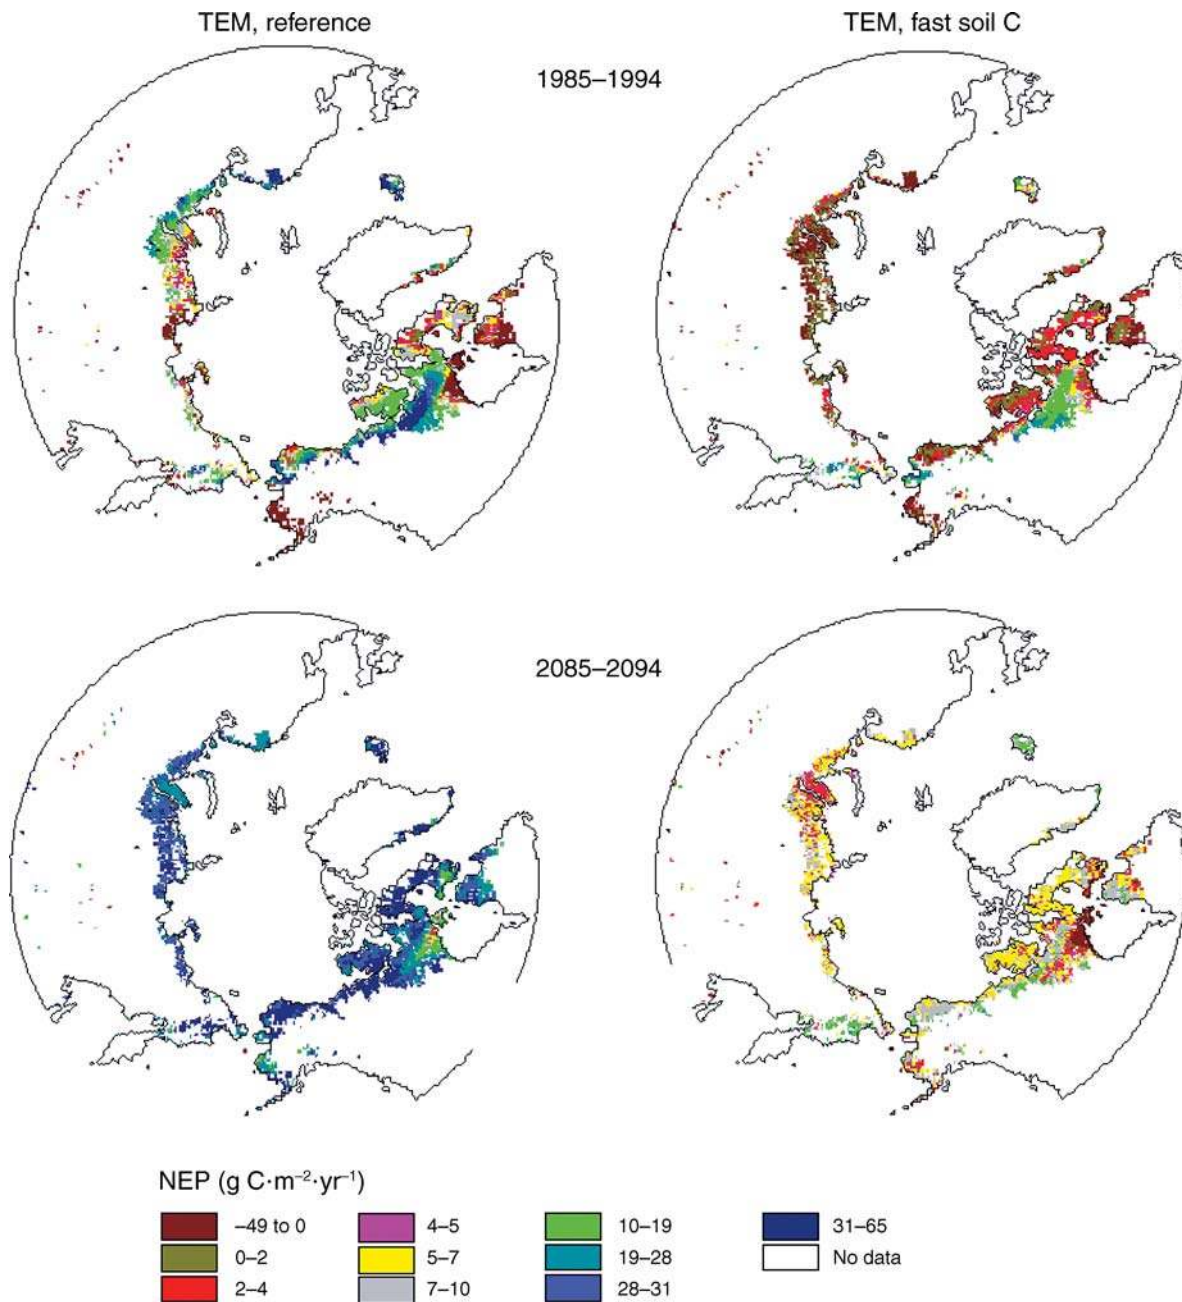 TEM, reference
TEM, fast soil C
1985–1994
2085–2094
NEP (g C·m⁻²·yr⁻¹)
–49 to 0
4–5
10–19
31–65
0–2
5–7
19–28
No data
2–4
7–10
28–31